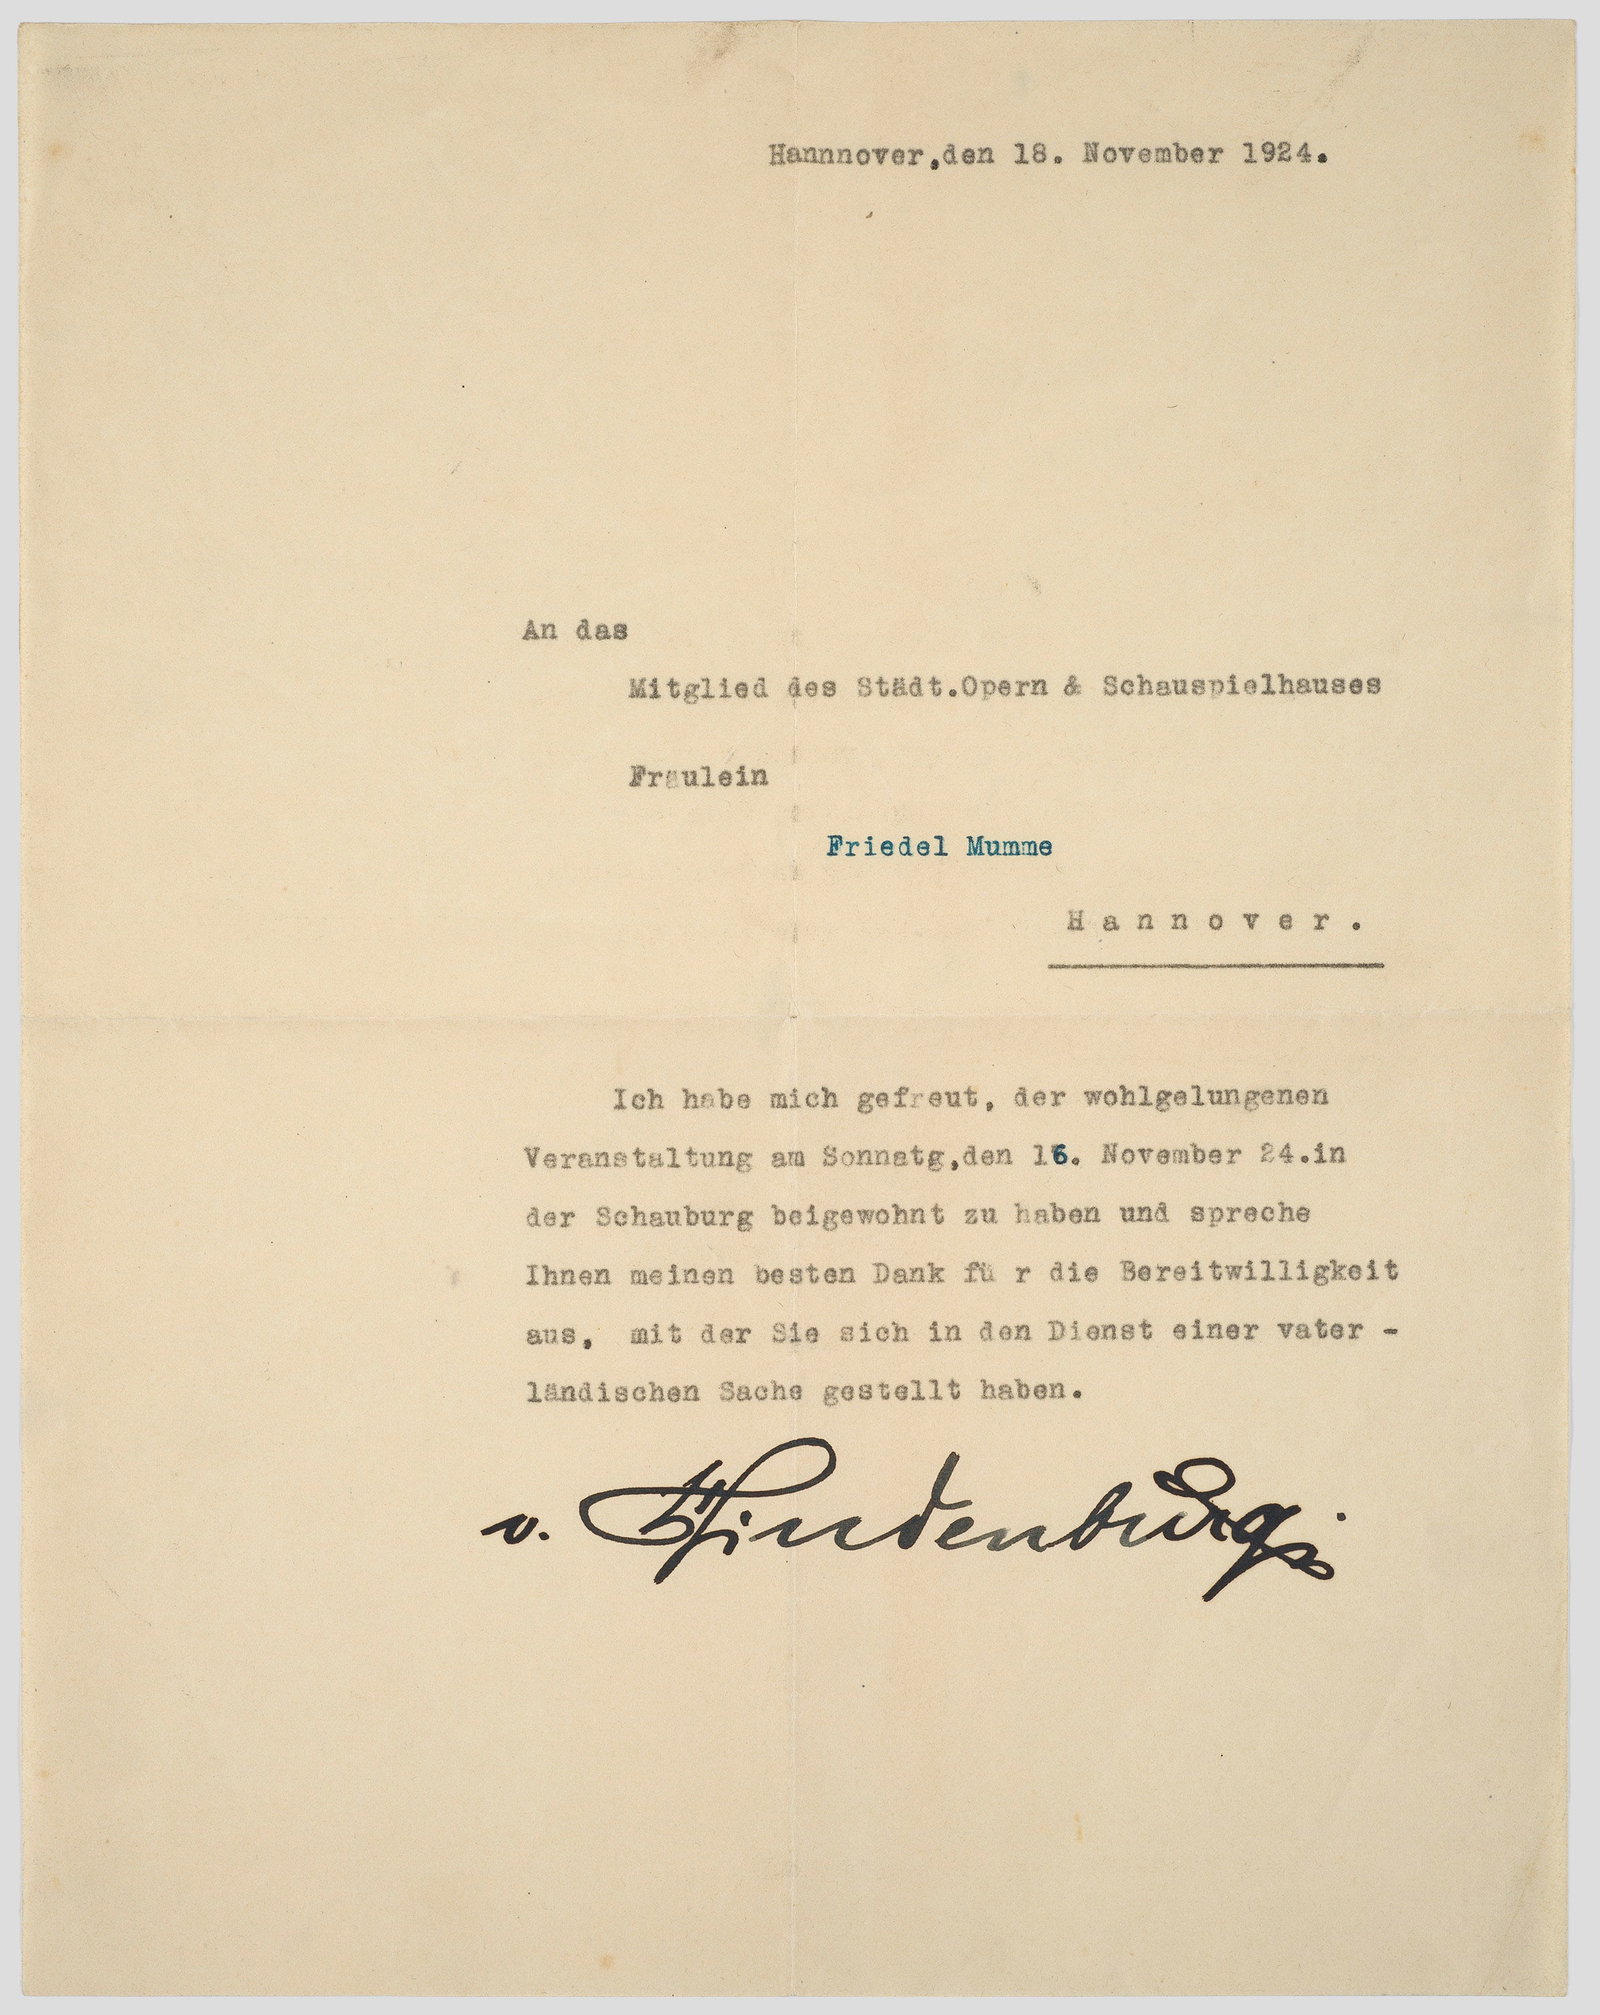 Hannnover,den 18. November 1924.
An das
Mitglied des Städt.Opern & Schauspielhauses
Fräulein
Friedel Mumme
Hannover.
Ich habe mich gefreut, der wohlgelungenen
Veranstaltung am Sonnatg,den 16. November 24.in
der Schauburg beigewohnt zu haben und spreche
Ihnen meinen besten Dank fü r die Bereitwilligkeit
aus, mit der Sie sich in den Dienst einer vater -
ländischen Sache gestellt haben.
v. Hindenburg